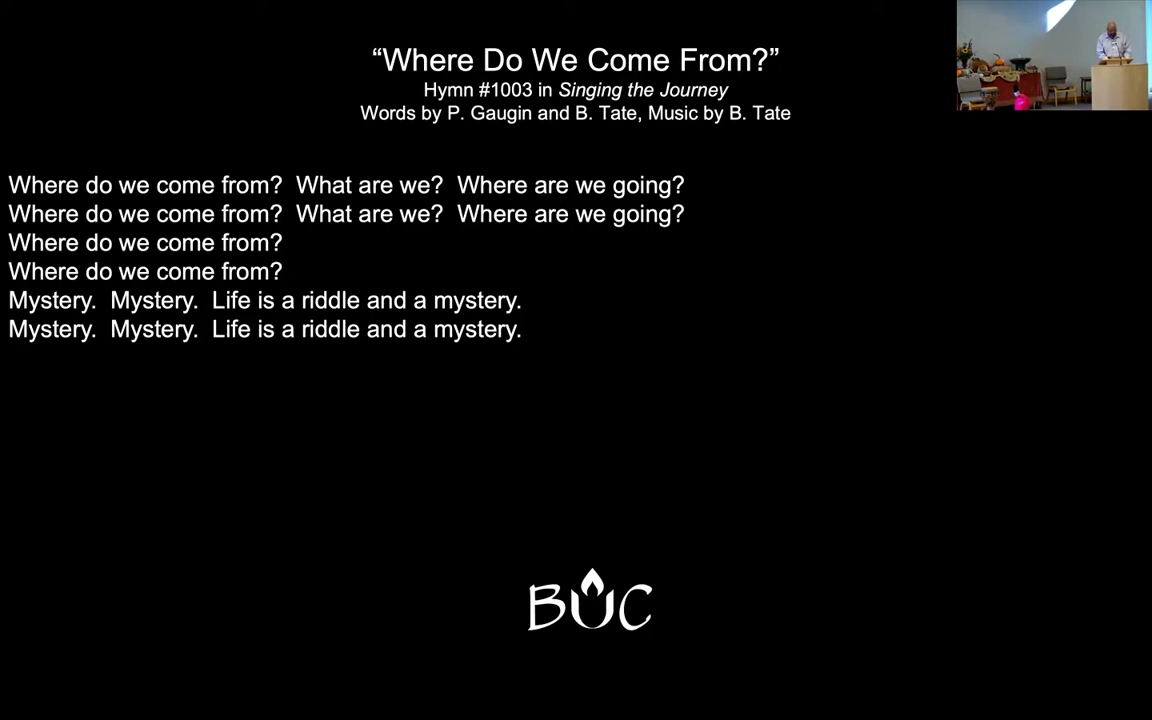 “Where Do We Come From?”
Hymn #1003 in Singing the Journey
Words by P. Gaugin and B. Tate, Music by B. Tate
Where do we come from?  What are we?  Where are we going?
Where do we come from?  What are we?  Where are we going?
Where do we come from?
Where do we come from?
Mystery.  Mystery.  Life is a riddle and a mystery.
Mystery.  Mystery.  Life is a riddle and a mystery.
BUC